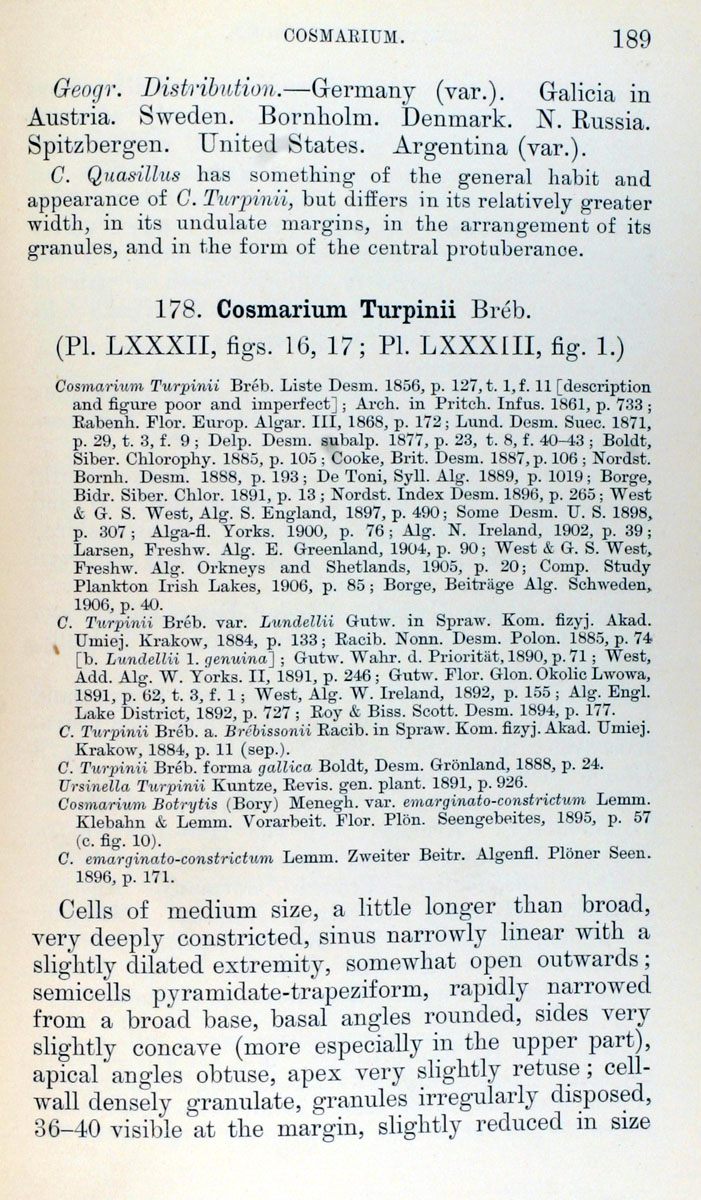 COSMARIUM. 189
Geogr. Distribution.—Germany (var.). Galicia in
Austria. Sweden. Bornholm. Denmark. N. Russia.
Spitzbergen. United States. Argentina (var.).
C. Quasillus has something of the general habit and
appearance of C. Turpinii, but differs in its relatively greater
width, in its undulate margins, in the arrangement of its
granules, and in the form of the central protuberance.
178. Cosmarium Turpinii Bréb.
(Pl. LXXXII, figs. 16, 17; Pl. LXXXIII, fig. 1.)
Cosmarium Turpinii Bréb. Liste Desm. 1856, p. 127, t. 1, f. 11 [description
and figure poor and imperfect]; Arch. in Pritch. Infus. 1861, p. 733;
Rabenh. Flor. Europ. Algar. III, 1868, p. 172; Lund. Desm. Suec. 1871,
p. 29, t. 3, f. 9; Delp. Desm. subalp. 1877, p. 23, t. 8, f. 40–43; Boldt,
Siber. Chlorophy. 1885, p. 105; Cooke, Brit. Desm. 1887, p. 106; Nordst.
Bornh. Desm. 1888, p. 193; De Toni, Syll. Alg. 1889, p. 1019; Borge,
Bidr. Siber. Chlor. 1891, p. 13; Nordst. Index Desm. 1896, p. 265; West
& G. S. West, Alg. S. England, 1897, p. 490; Some Desm. U. S. 1898,
p. 307; Alga-fl. Yorks. 1900, p. 76; Alg. N. Ireland, 1902, p. 39;
Larsen, Freshw. Alg. E. Greenland, 1904, p. 90; West & G. S. West,
Freshw. Alg. Orkneys and Shetlands, 1905, p. 20; Comp. Study
Plankton Irish Lakes, 1906, p. 85; Borge, Beiträge Alg. Schweden,
1906, p. 40.
C. Turpinii Bréb. var. Lundellii Gutw. in Spraw. Kom. fizyj. Akad.
Umiej. Krakow, 1884, p. 133; Racib. Nonn. Desm. Polon. 1885, p. 74
[b. Lundellii l. genuina]; Gutw. Wahr. d. Priorität, 1890, p. 71; West,
Add. Alg. W. Yorks. II, 1891, p. 246; Gutw. Flor. Glon. Okolic Lwowa,
1891, p. 62, t. 3, f. 1; West, Alg. W. Ireland, 1892, p. 155; Alg. Engl.
Lake District, 1892, p. 727; Roy & Biss. Scott. Desm. 1894, p. 177.
C. Turpinii Bréb. a. Brébissonii Racib. in Spraw. Kom. fizyj. Akad. Umiej.
Krakow, 1884, p. 11 (sep.).
C. Turpinii Bréb. forma gallica Boldt, Desm. Grönland, 1888, p. 24.
Ursinella Turpinii Kuntze, Revis. gen. plant. 1891, p. 926.
Cosmarium Botrytis (Bory) Menegh. var. emarginato-constrictum Lemm.
Klebahn & Lemm. Vorarbeit. Flor. Plön. Seengebeites, 1895, p. 57
(c. fig. 10).
C. emarginato-constrictum Lemm. Zweiter Beitr. Algenfl. Plöner Seen.
1896, p. 171.
Cells of medium size, a little longer than broad,
very deeply constricted, sinus narrowly linear with a
slightly dilated extremity, somewhat open outwards;
semicells pyramidate-trapeziform, rapidly narrowed
from a broad base, basal angles rounded, sides very
slightly concave (more especially in the upper part),
apical angles obtuse, apex very slightly retuse; cell-
wall densely granulate, granules irregularly disposed,
36–40 visible at the margin, slightly reduced in size